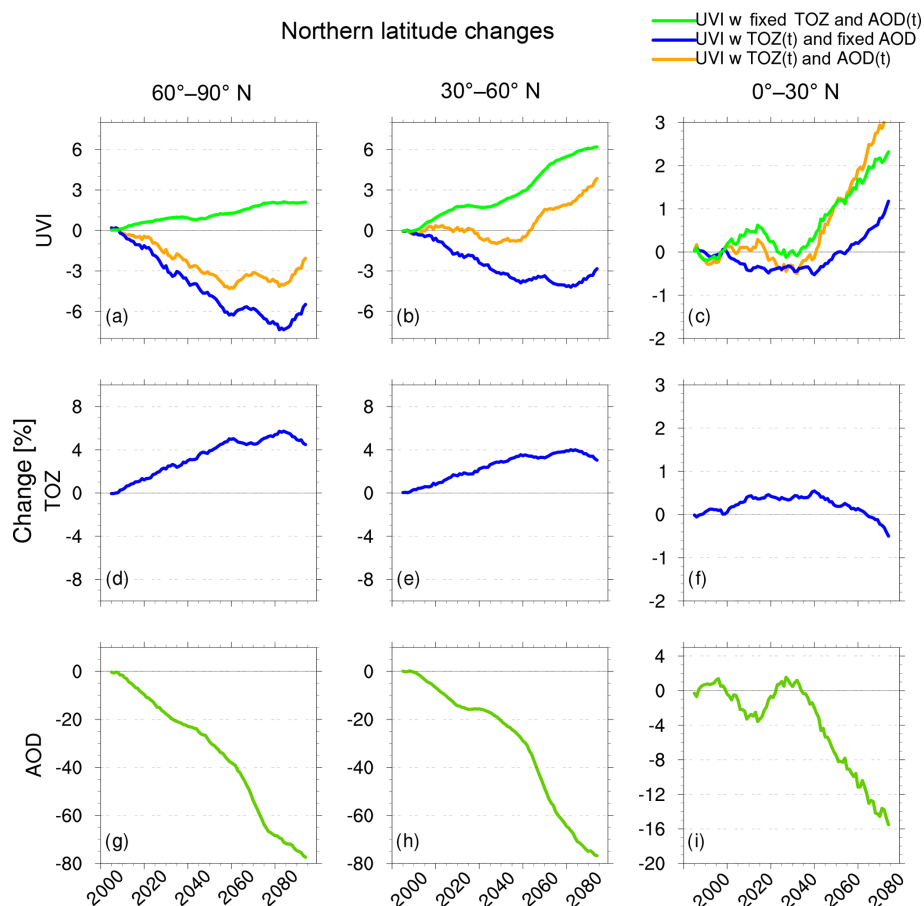 Northern latitude changes
UVI w fixed TOZ and AOD(t)
UVI w TOZ(t) and fixed AOD
UVI w TOZ(t) and AOD(t)
60°–90° N
30°–60° N
0°–30° N
UVI
6
3
0
-3
-6
(a)
6
3
0
-3
-6
(b)
3
2
1
0
-1
-2
(c)
Change [%]
TOZ
8
4
0
-4
-8
(d)
8
4
0
-4
-8
(e)
3
2
1
0
-1
-2
(f)
AOD
0
-20
-40
-60
-80
(g)
0
-20
-40
-60
-80
(h)
4
0
-4
-8
-12
-16
-20
(i)
2000 2020 2040 2060 2080
2000 2020 2040 2060 2080
2000 2020 2040 2060 2080